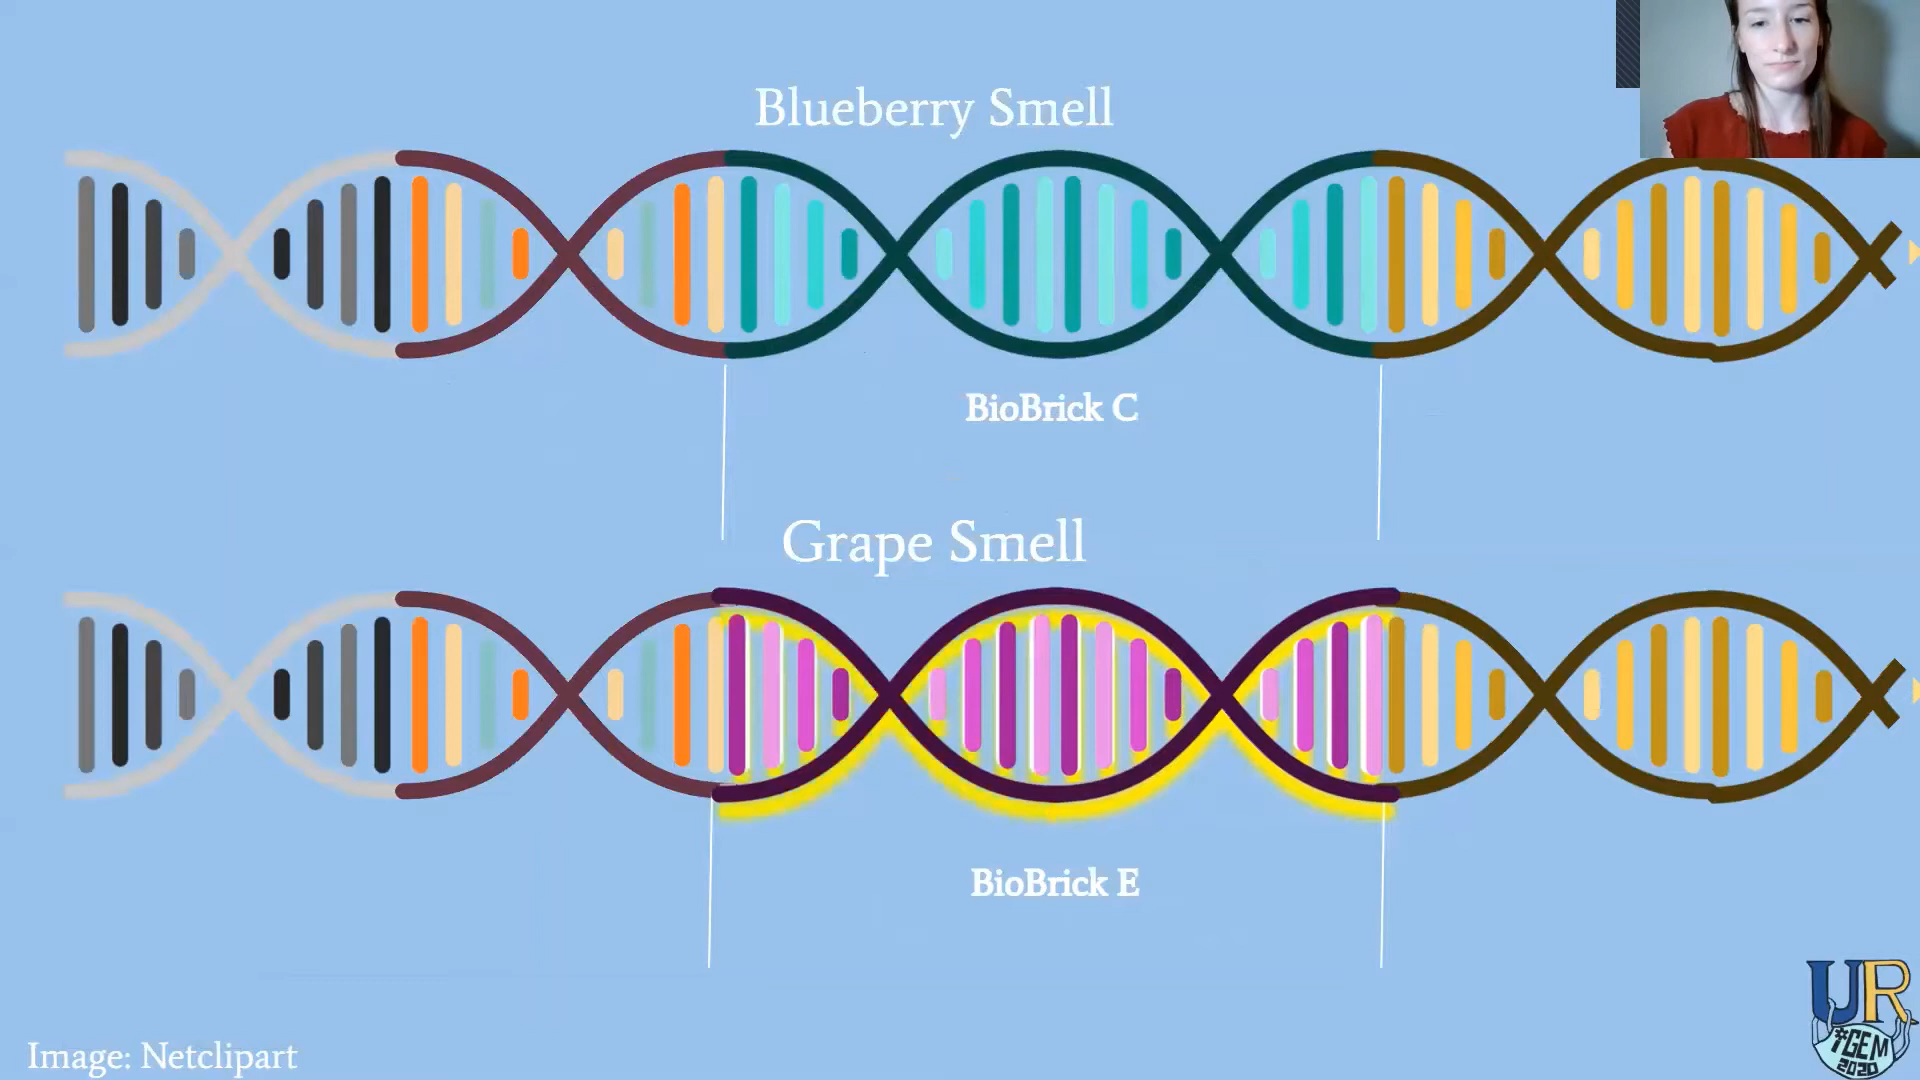 Blueberry Smell
BioBrick C
Grape Smell
BioBrick E
UR
iGEM
2020
Image: Netclipart